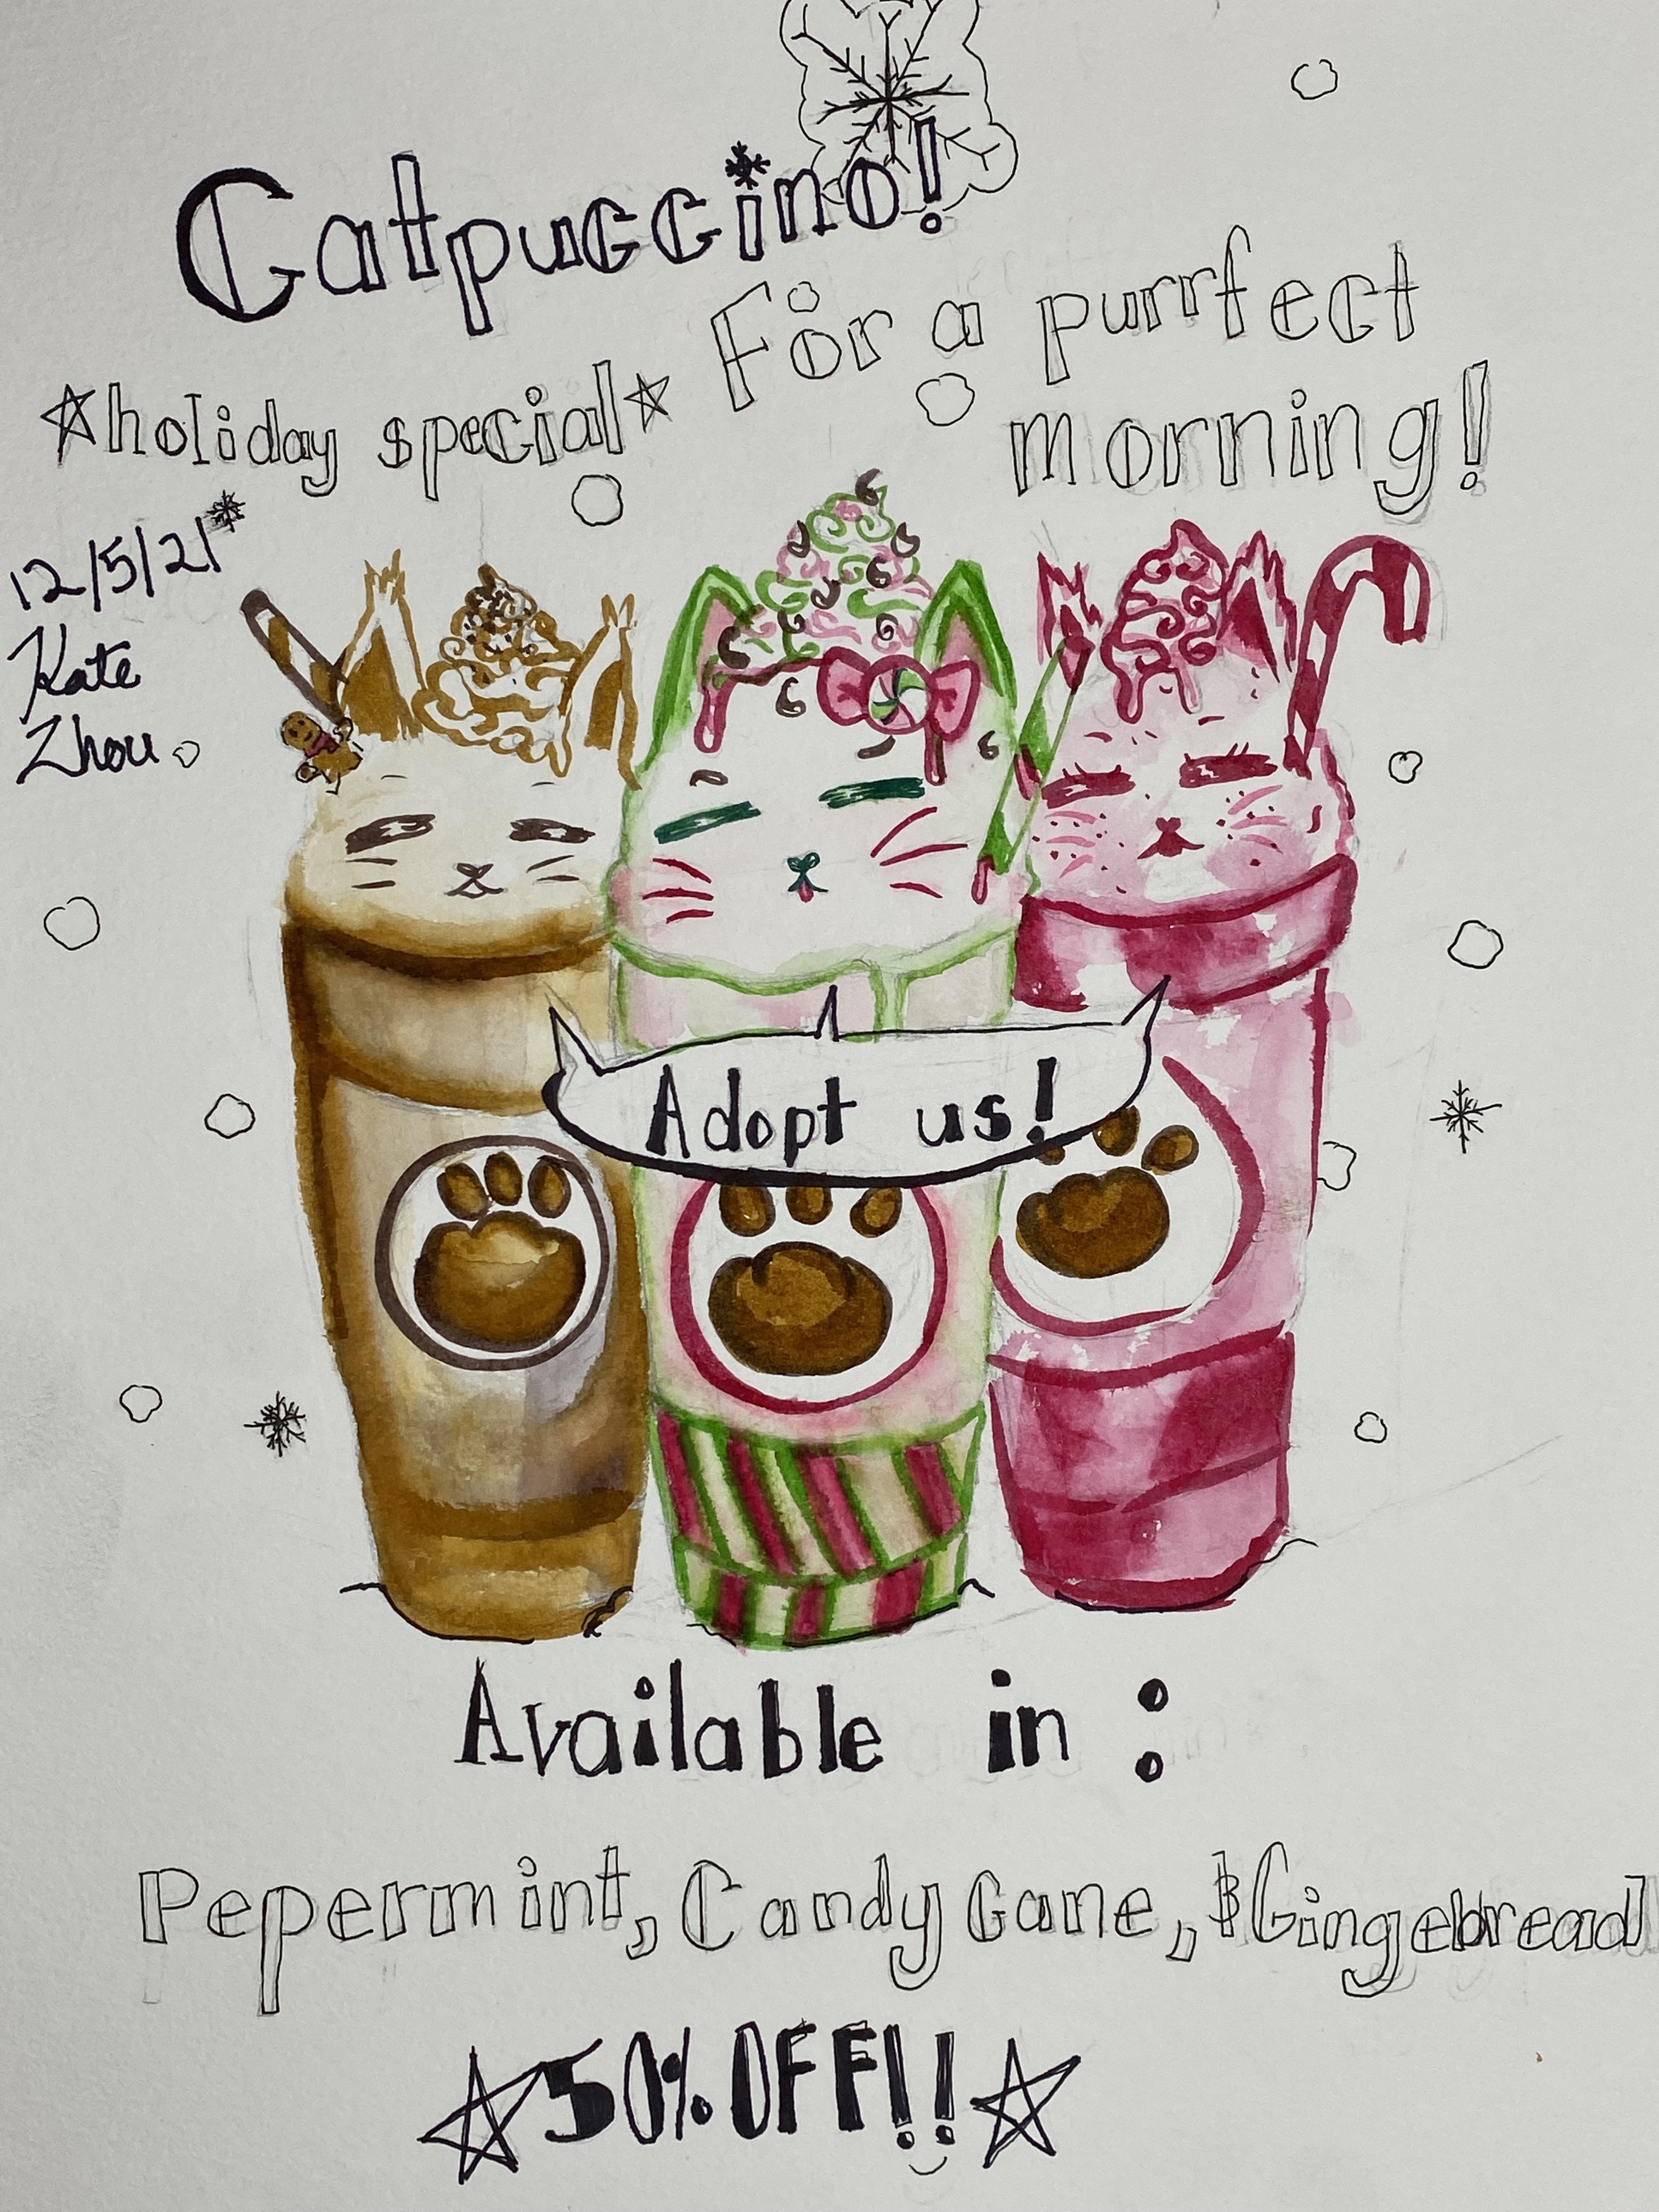 Catpuccino!
For a purrfect
morning!
☆holiday special☆
12/5/21
Kate
Zhou
Adopt us!
Available in :
Pepermint, Candy Cane, & Gingebread
☆50% OFF!!☆